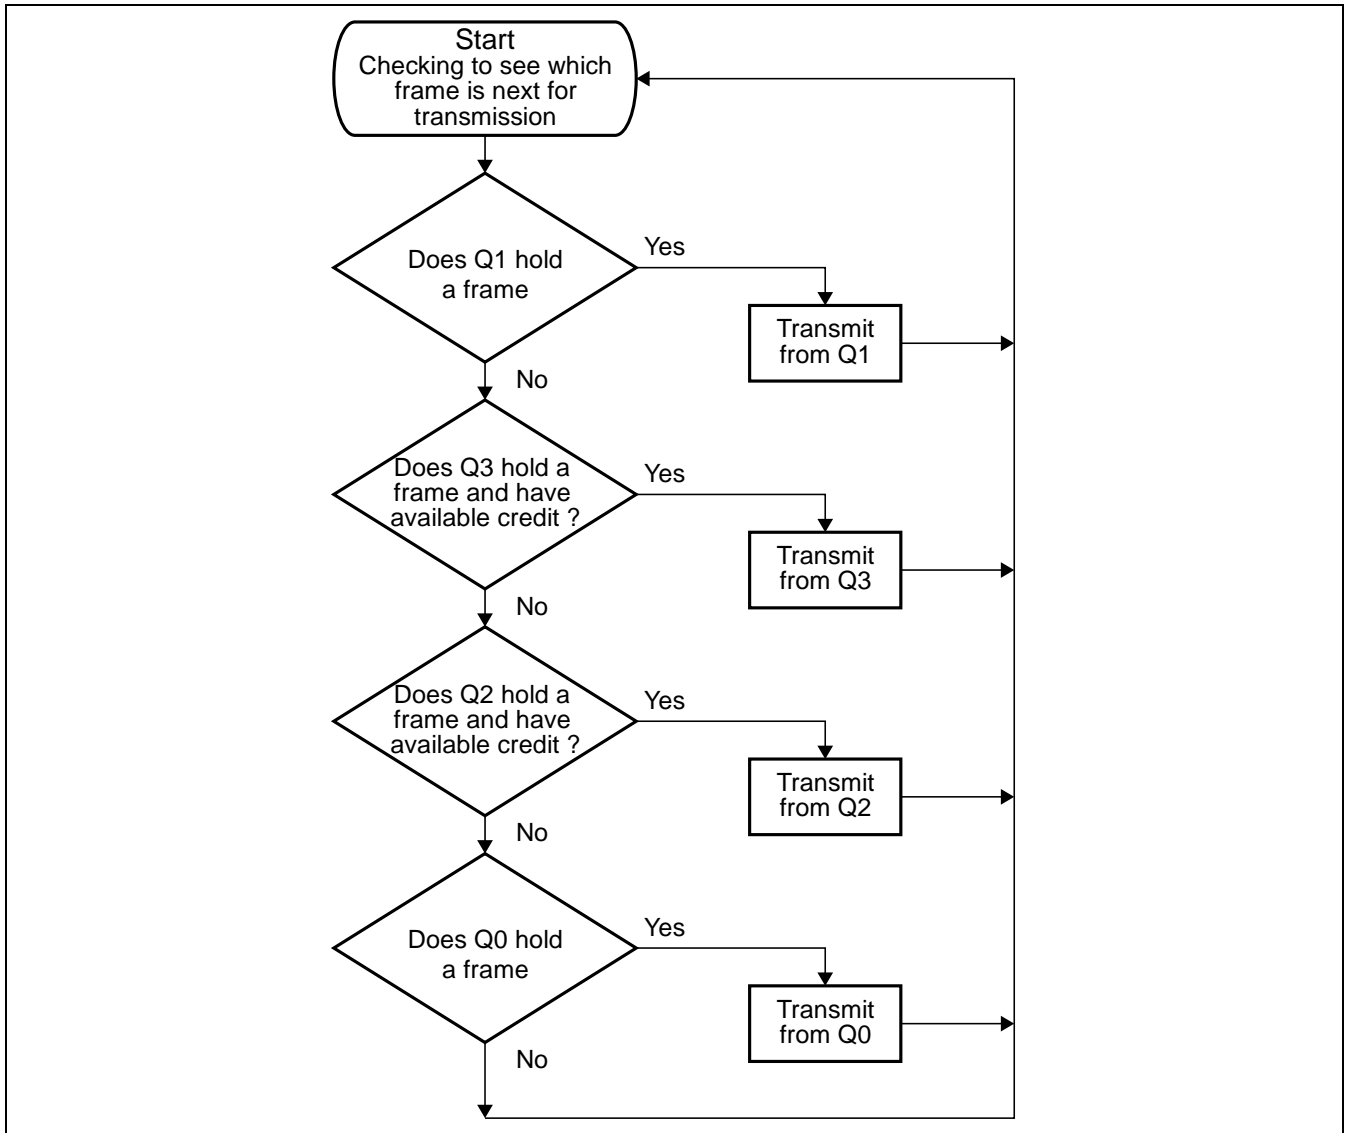 Start
Checking to see which
frame is next for
transmission
Does Q1 hold
a frame
Yes
Transmit
from Q1
No
Does Q3 hold a
frame and have
available credit ?
Yes
Transmit
from Q3
No
Does Q2 hold a
frame and have
available credit ?
Yes
Transmit
from Q2
No
Does Q0 hold
a frame
Yes
Transmit
from Q0
No